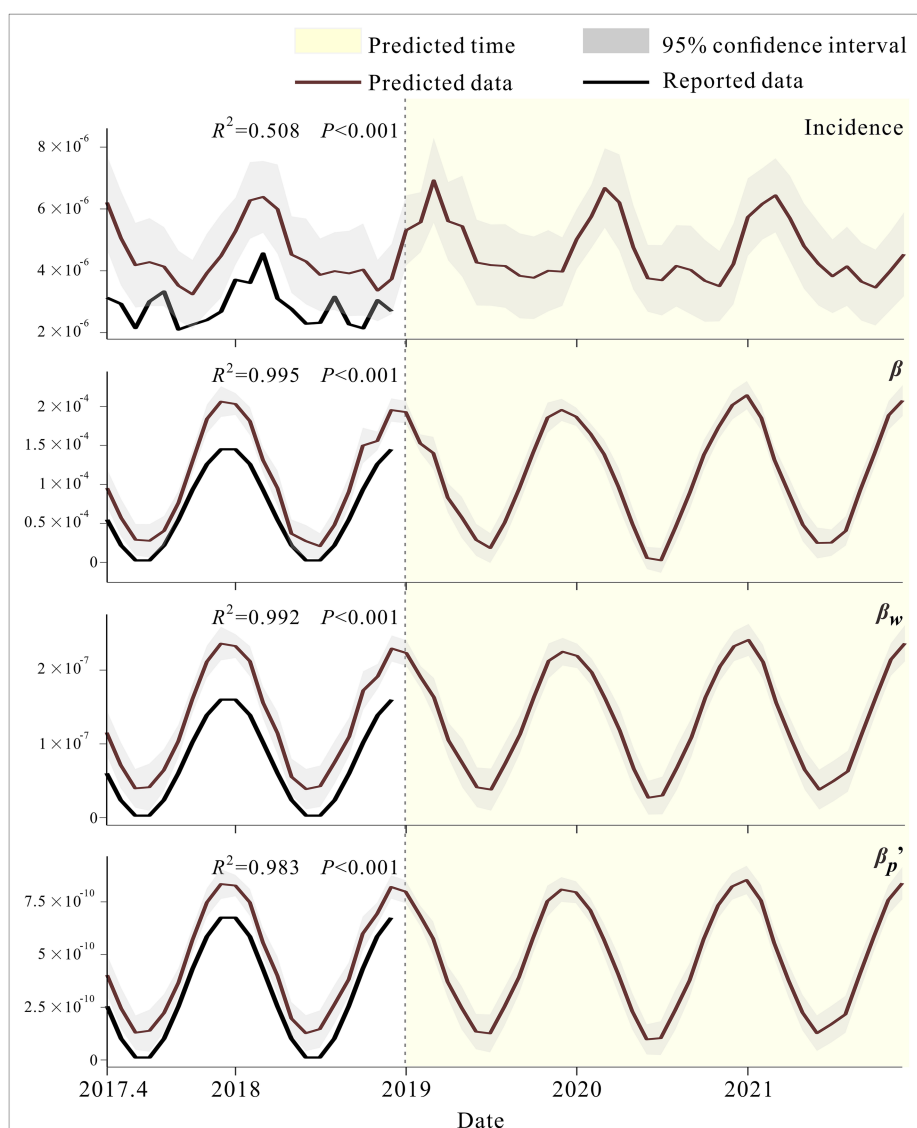 Predicted time 95% confidence interval
Predicted data Reported data
R²=0.508 P<0.001 Incidence
8 ×10⁻⁶
6 ×10⁻⁶
4 ×10⁻⁶
2 ×10⁻⁶
R²=0.995 P<0.001 β
2 ×10⁻⁴
1.5 ×10⁻⁴
1 ×10⁻⁴
0.5 ×10⁻⁴
0
R²=0.992 P<0.001 β_w
2 ×10⁻⁷
1 ×10⁻⁷
0
R²=0.983 P<0.001 β_p’
7.5 ×10⁻¹⁰
5 ×10⁻¹⁰
2.5 ×10⁻¹⁰
0
2017.4 2018 2019 2020 2021
Date